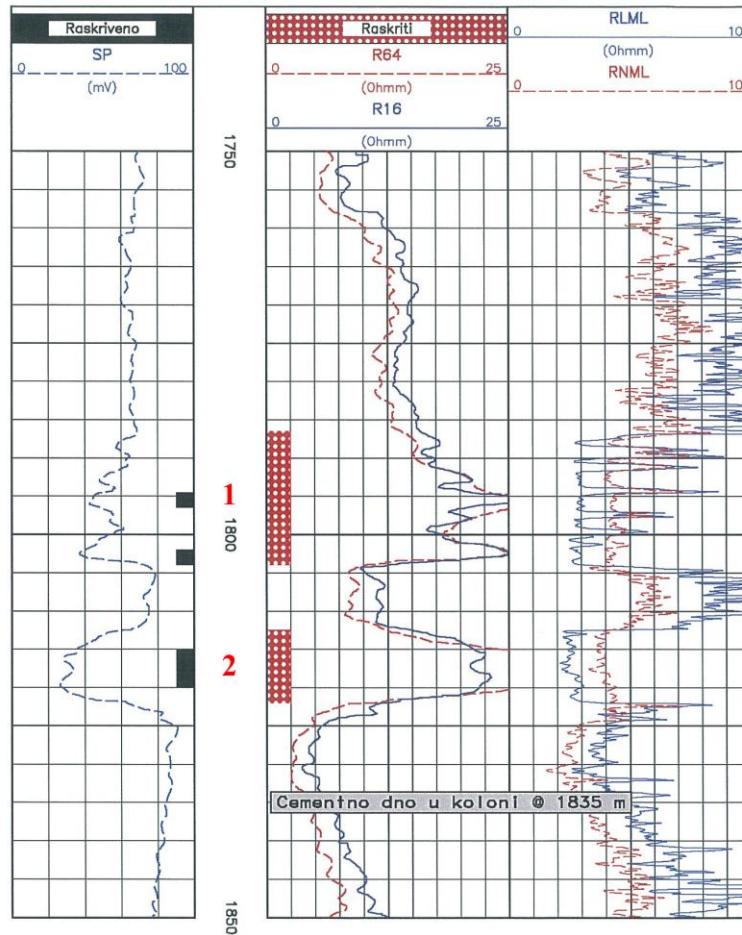 Raskriveno
SP
0 100
(mV)
Raskriti
R64
0 25
(Ohmm)
R16
0 25
(Ohmm)
RLML
0 10
(Ohmm)
RNML
0 10
1750
1
1800
2
Cementno dno u koloni @ 1835 m
1850